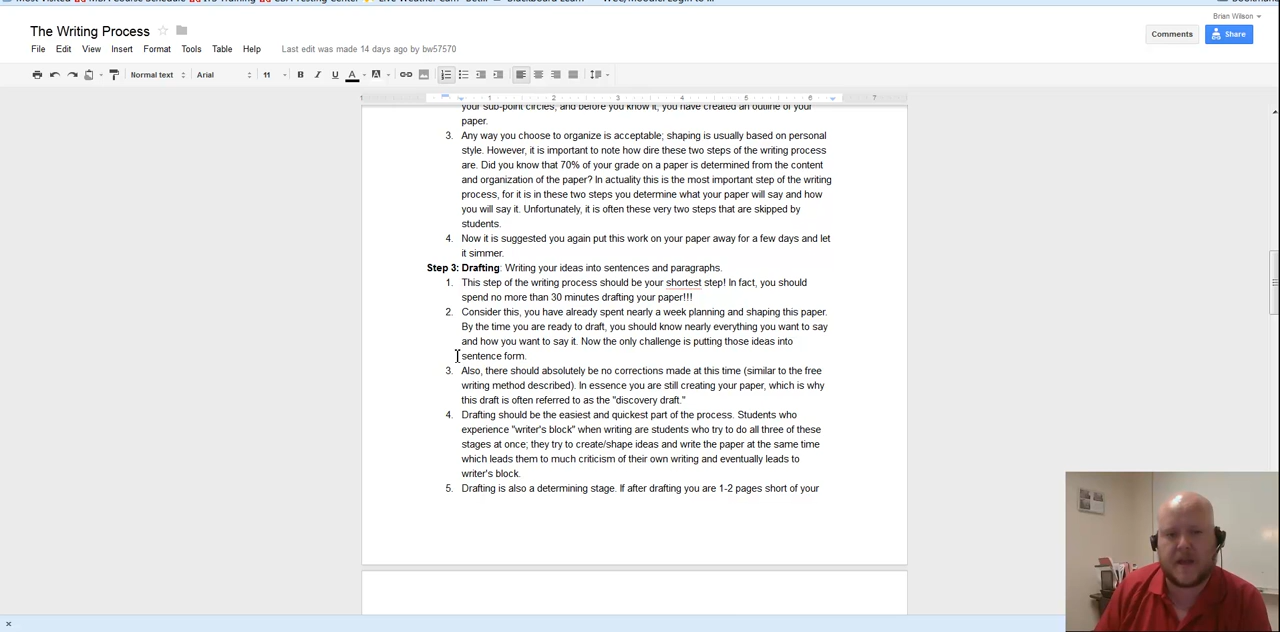 The Writing Process
Brian Wilson
File Edit View Insert Format Tools Table Help Last edit was made 14 days ago by bw57570
Comments Share
Normal text Arial 11 B I U A A
1 1 2 3 4 5 6 7
your sub-point circles, and before you know it, you have created an outline of your
paper.
3. Any way you choose to organize is acceptable; shaping is usually based on personal
style. However, it is important to note how dire these two steps of the writing process
are. Did you know that 70% of your grade on a paper is determined from the content
and organization of the paper? In actuality this is the most important step of the writing
process, for it is in these two steps you determine what your paper will say and how
you will say it. Unfortunately, it is often these very two steps that are skipped by
students.
4. Now it is suggested you again put this work on your paper away for a few days and let
it simmer.
Step 3: Drafting: Writing your ideas into sentences and paragraphs.
1. This step of the writing process should be your shortest step! In fact, you should
spend no more than 30 minutes drafting your paper!!!
2. Consider this, you have already spent nearly a week planning and shaping this paper.
By the time you are ready to draft, you should know nearly everything you want to say
and how you want to say it. Now the only challenge is putting those ideas into
sentence form.
3. Also, there should absolutely be no corrections made at this time (similar to the free
writing method described). In essence you are still creating your paper, which is why
this draft is often referred to as the "discovery draft."
4. Drafting should be the easiest and quickest part of the process. Students who
experience "writer's block" when writing are students who try to do all three of these
stages at once; they try to create/shape ideas and write the paper at the same time
which leads them to much criticism of their own writing and eventually leads to
writer's block.
5. Drafting is also a determining stage. If after drafting you are 1-2 pages short of your